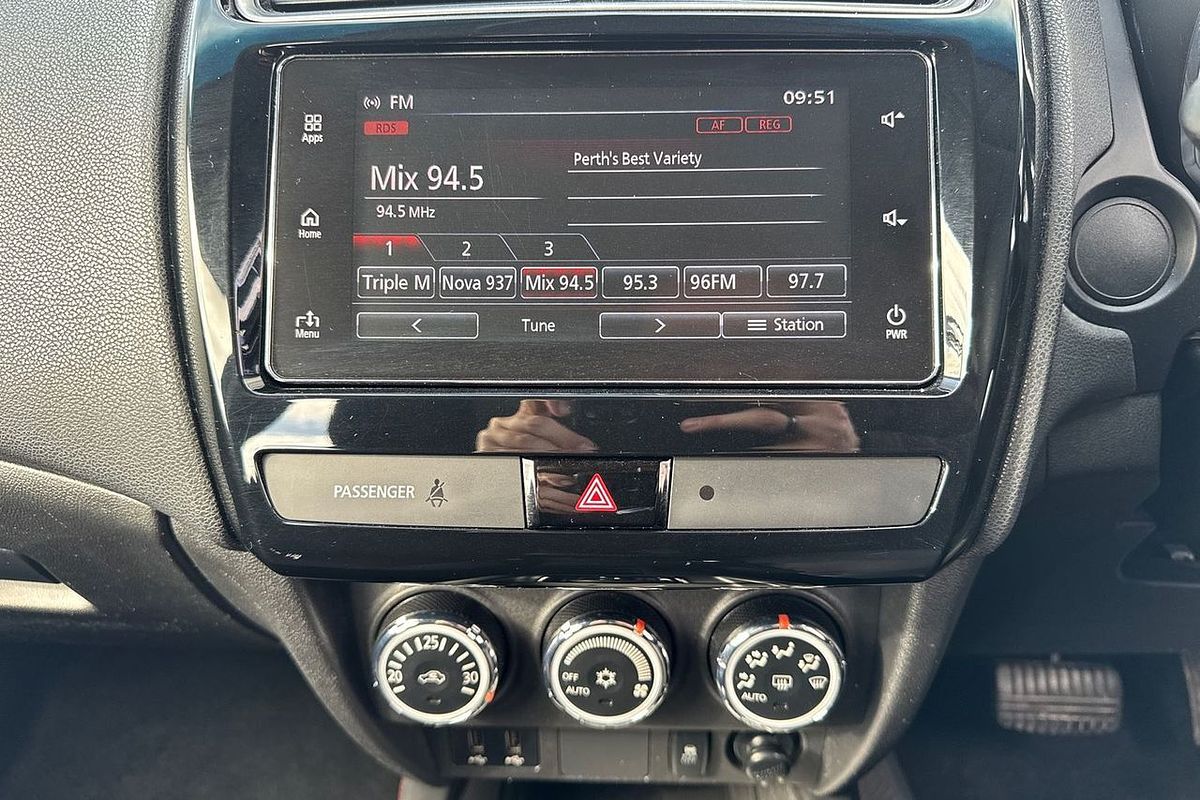 FM
09:51
RDS
AF REG
Apps
Perth's Best Variety
Mix 94.5
94.5 MHz
Home
1 2 3
Triple M Nova 937 Mix 94.5 95.3 96FM 97.7
< Tune > Station
Menu
PWR
PASSENGER
20 25 30
OFF
AUTO
AUTO